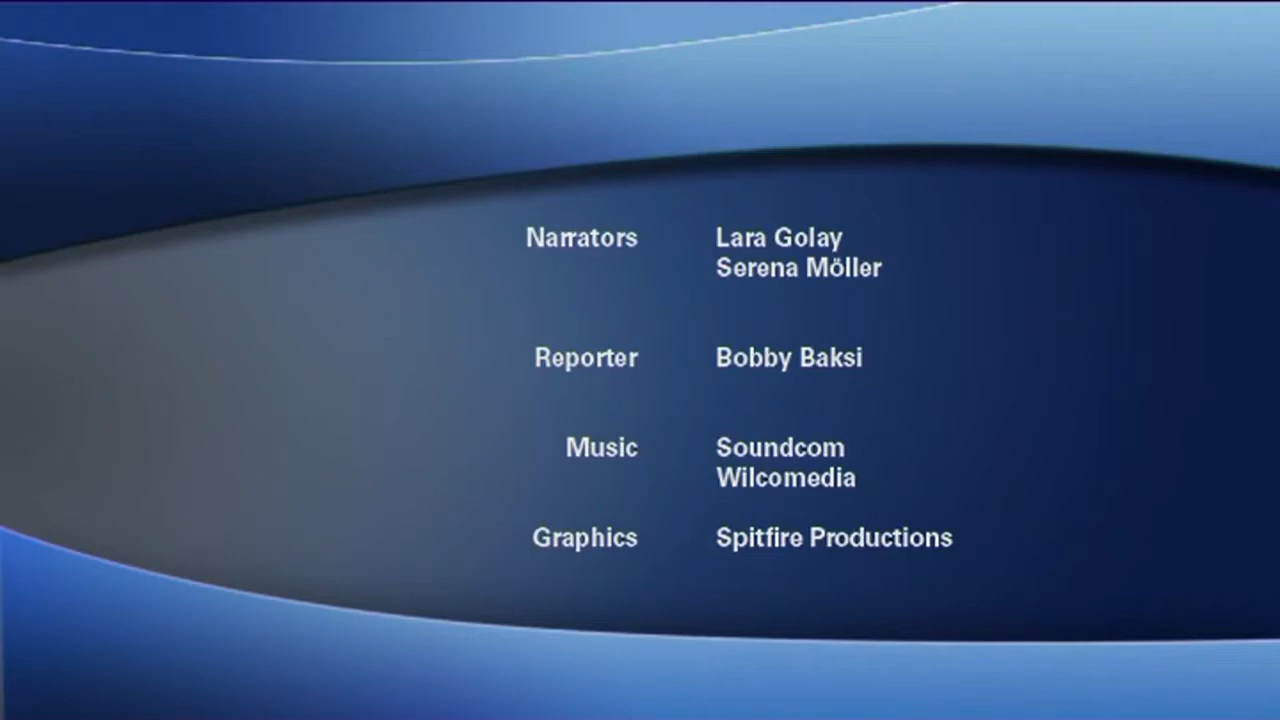 Narrators Lara Golay
Serena Möller
Reporter Bobby Baksi
Music Soundcom
Wilcomedia
Graphics Spitfire Productions